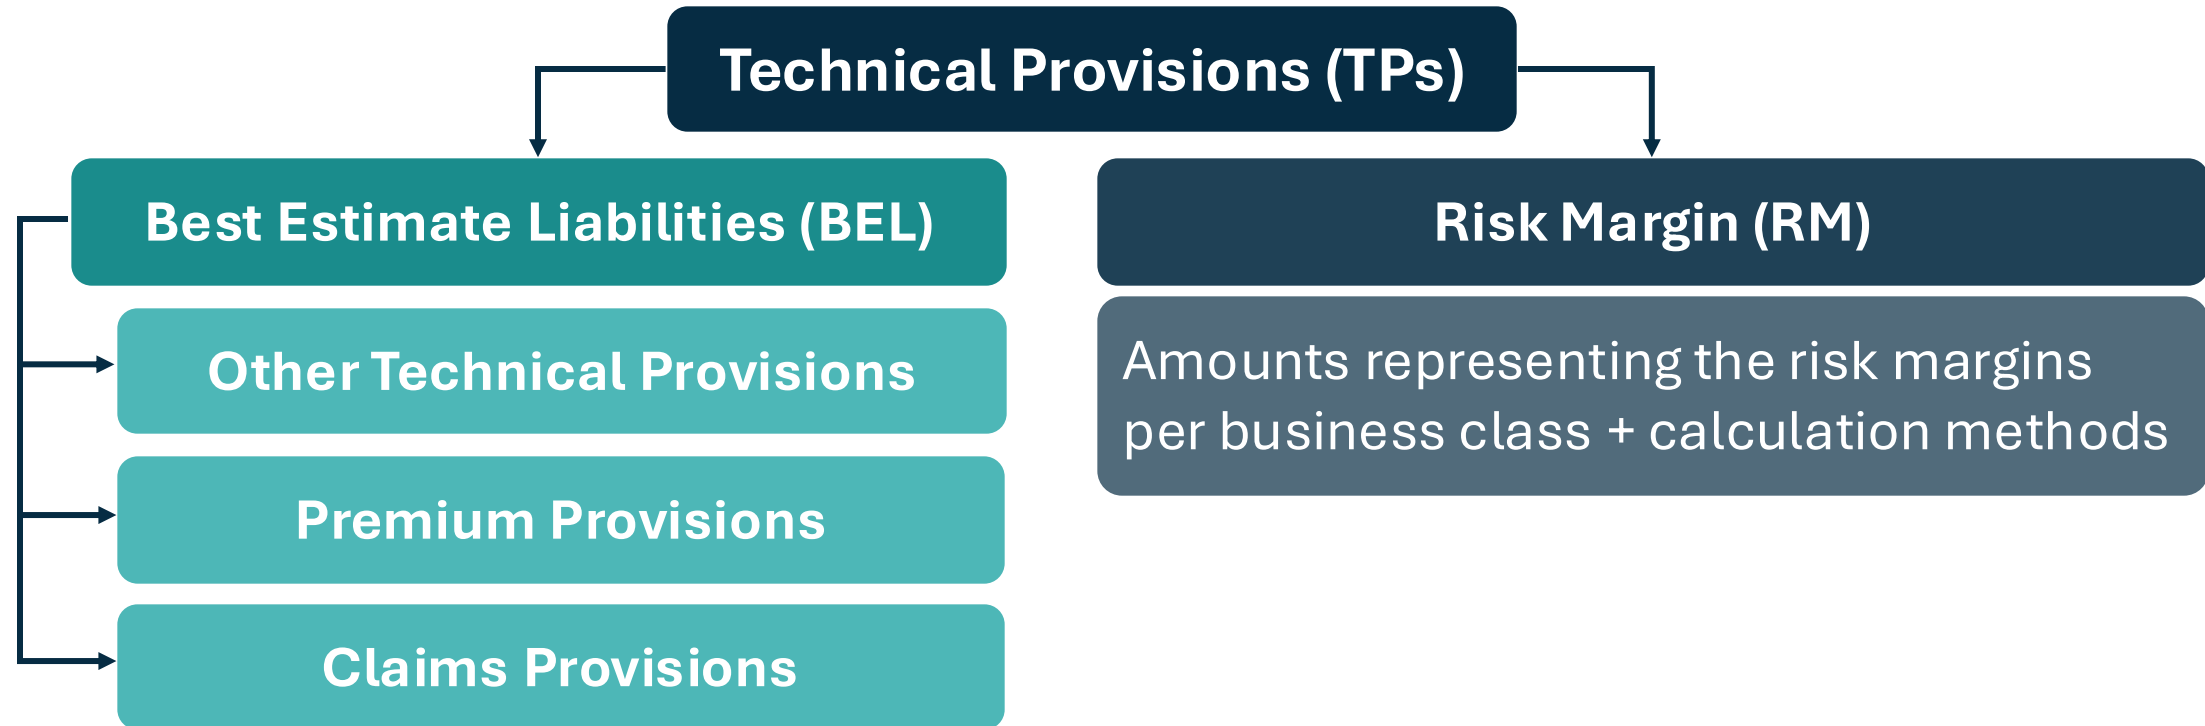 Technical Provisions (TPs)
Best Estimate Liabilities (BEL)
Other Technical Provisions
Premium Provisions
Claims Provisions
Risk Margin (RM)
Amounts representing the risk margins
per business class + calculation methods